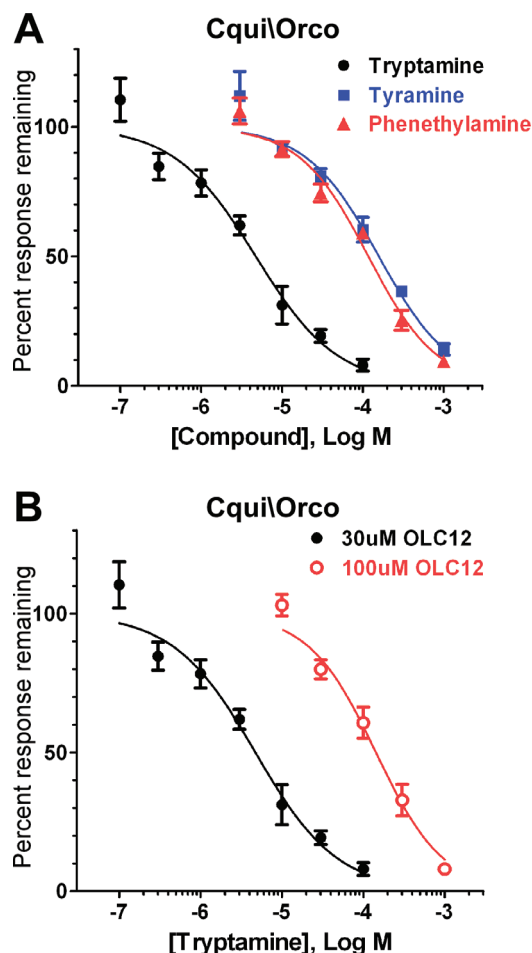 A
Cqui\Orco
Tryptamine
Tyramine
Phenethylamine
Percent response remaining
100
50
0
-7 -6 -5 -4 -3
[Compound], Log M
B
Cqui\Orco
30uM OLC12
100uM OLC12
Percent response remaining
100
50
0
-7 -6 -5 -4 -3
[Tryptamine], Log M